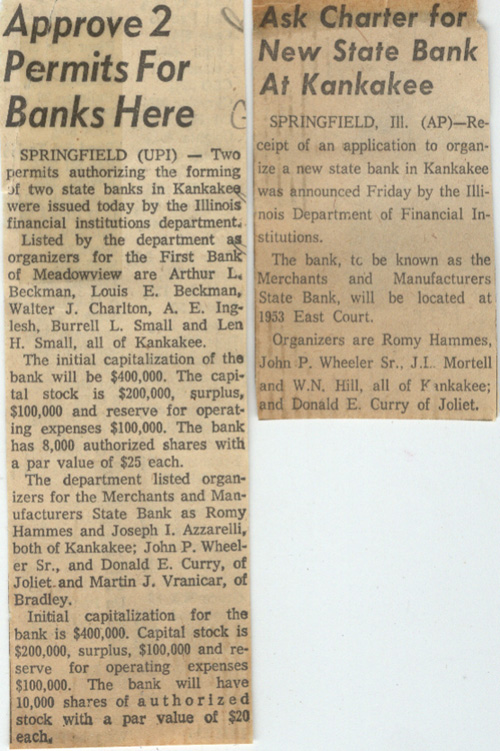 Approve 2
Permits For
Banks Here
SPRINGFIELD (UPI) — Two
permits authorizing the forming
of two state banks in Kankakee
were issued today by the Illinois
financial institutions department.
Listed by the department as
organizers for the First Bank
of Meadowview are Arthur L.
Beckman, Louis E. Beckman,
Walter J. Charlton, A. E. Ing-
lesh, Burrell L. Small and Len
H. Small, all of Kankakee.
The initial capitalization of the
bank will be $400,000. The capi-
tal stock is $200,000, surplus,
$100,000 and reserve for operat-
ing expenses $100,000. The bank
has 8,000 authorized shares with
a par value of $25 each.
The department listed organ-
izers for the Merchants and Man-
ufacturers State Bank as Romy
Hammes and Joseph I. Azzarelli,
both of Kankakee; John P. Wheel-
er Sr., and Donald E. Curry, of
Joliet and Martin J. Vranicar, of
Bradley.
Initial capitalization for the
bank is $400,000. Capital stock is
$200,000, surplus, $100,000 and re-
serve for operating expenses
$100,000. The bank will have
10,000 shares of authorized
stock with a par value of $20
each.
Ask Charter for
New State Bank
At Kankakee
SPRINGFIELD, Ill. (AP)—Re-
ceipt of an application to organ-
ize a new state bank in Kankakee
was announced Friday by the Illi-
nois Department of Financial In-
stitutions.
The bank, to be known as the
Merchants and Manufacturers
State Bank, will be located at
1953 East Court.
Organizers are Romy Hammes,
John P. Wheeler Sr., J.L. Mortell
and W.N. Hill, all of Kankakee;
and Donald E. Curry of Joliet.